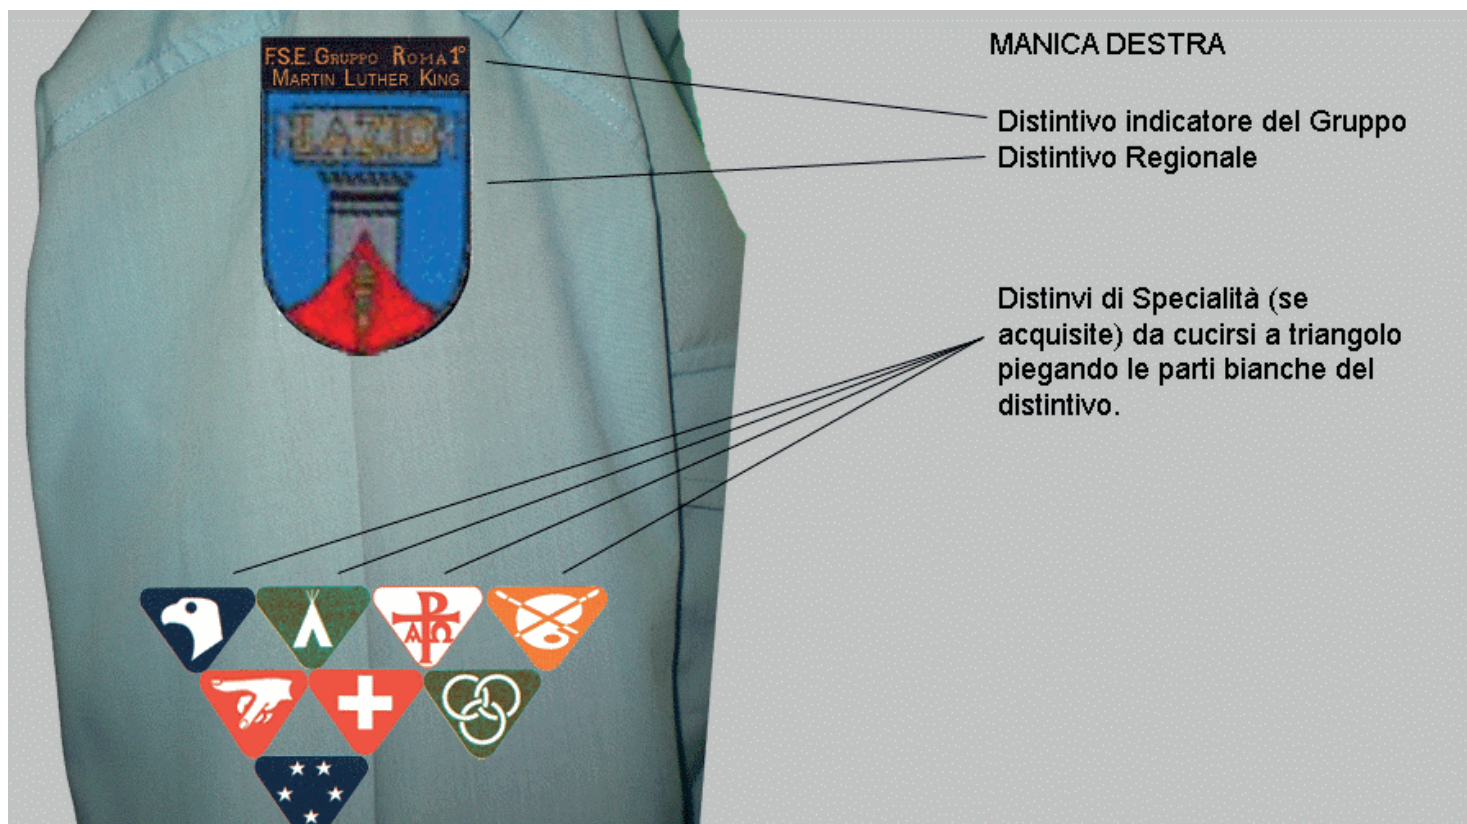 F.S.E. GRUPPO ROMA 1°
MARTIN LUTHER KING
LAZIO
MANICA DESTRA
Distintivo indicatore del Gruppo
Distintivo Regionale
Distinvi di Specialità (se
acquisite) da cucirsi a triangolo
piegando le parti bianche del
distintivo.
P
A Ω